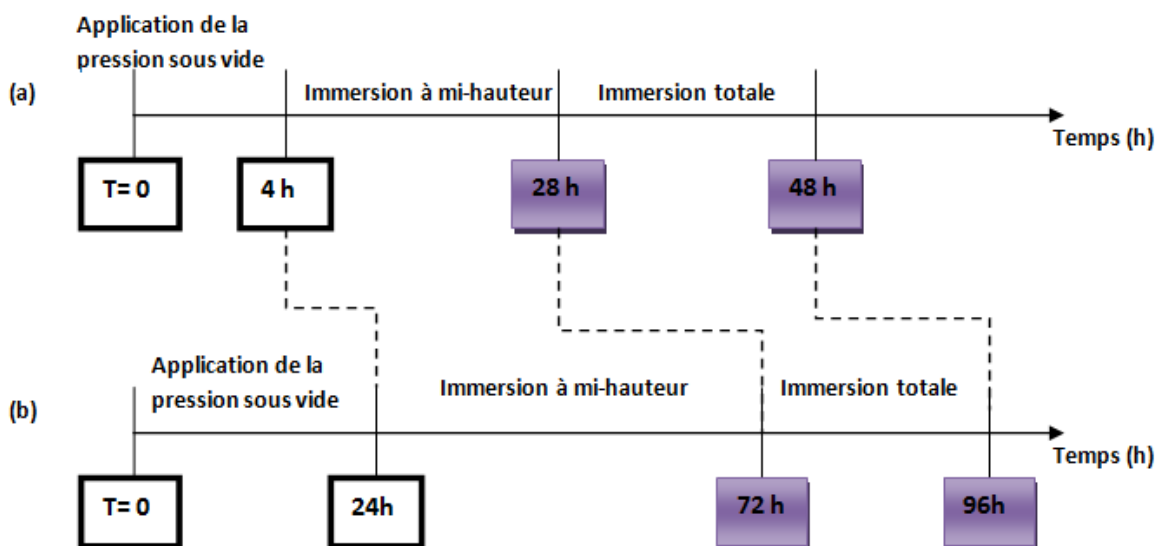 Application de la
pression sous vide
(a)
Immersion à mi-hauteur
Immersion totale
Temps (h)
T= 0
4 h
28 h
48 h
Application de la
pression sous vide
(b)
Immersion à mi-hauteur
Immersion totale
Temps (h)
T= 0
24h
72 h
96h